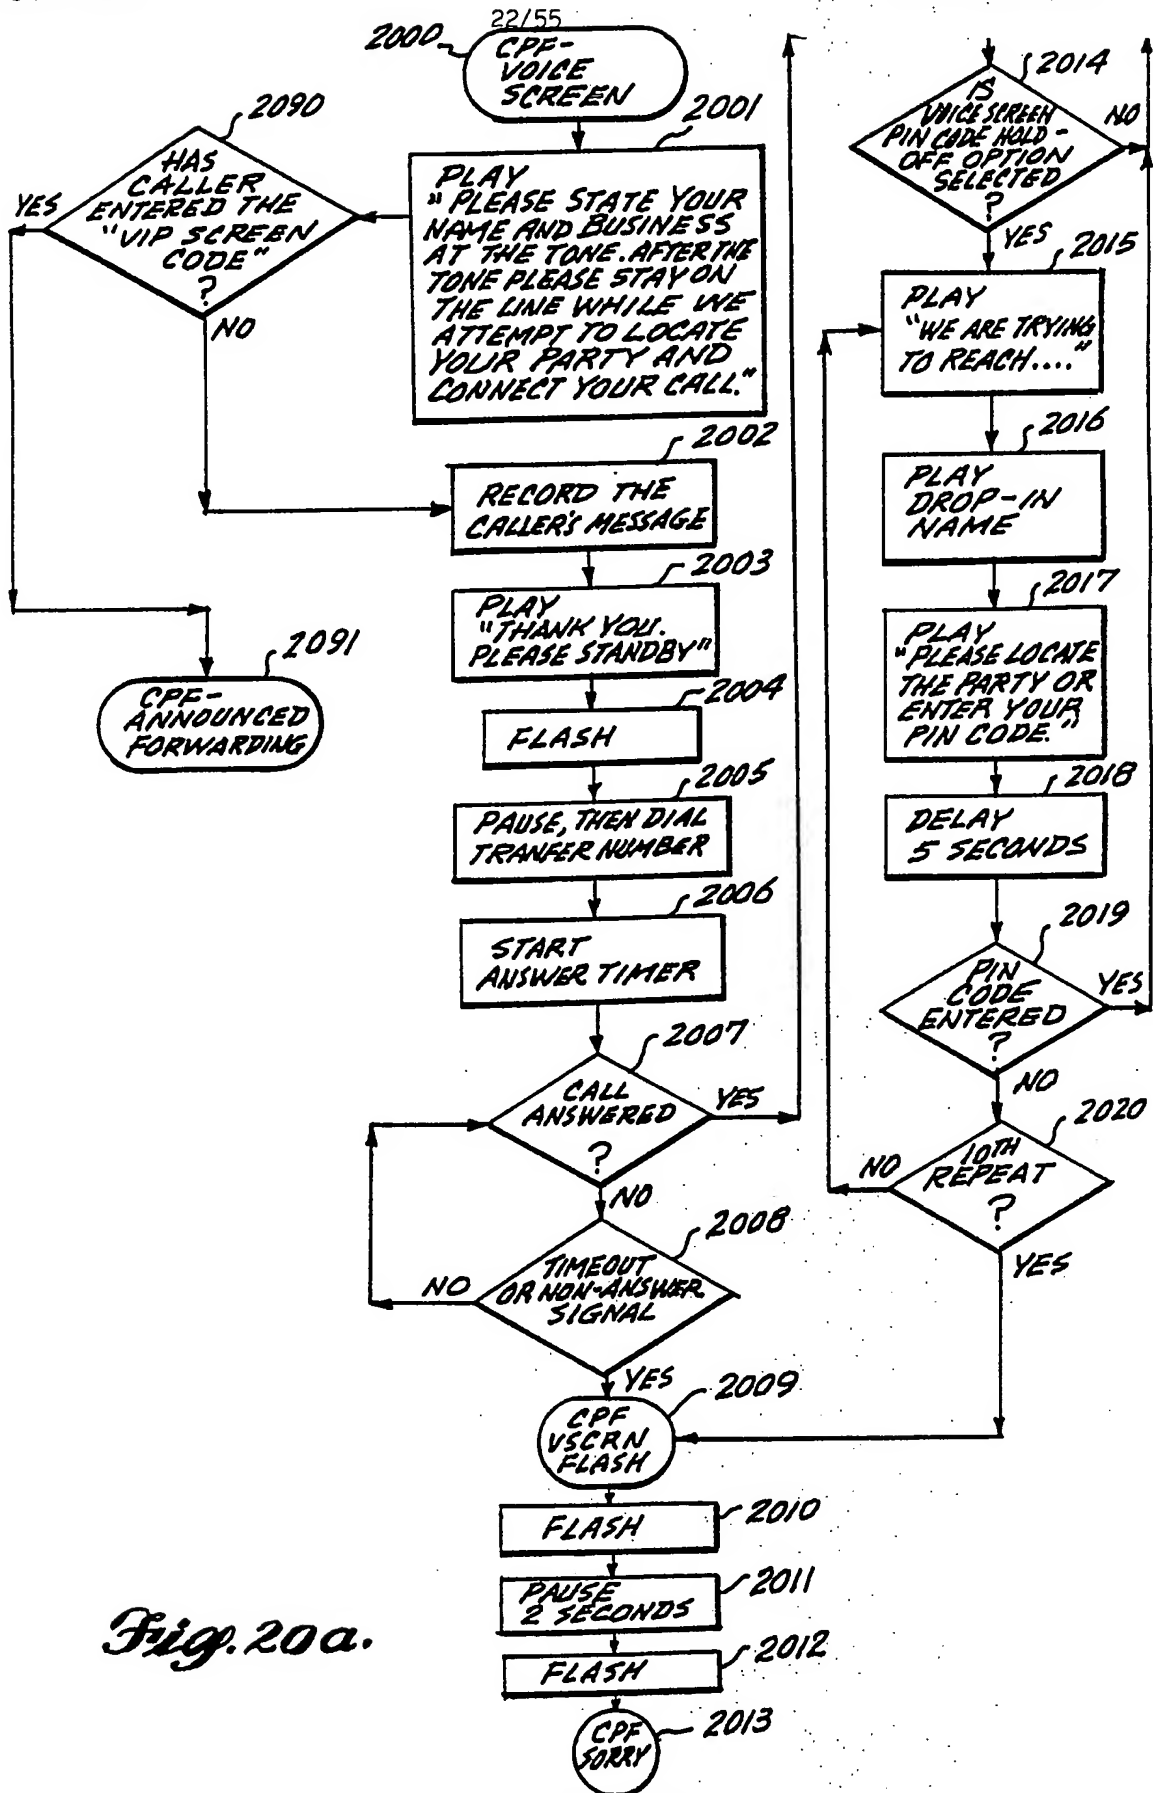 22/55
2000
CPF-
VOICE
SCREEN
2090
HAS
CALLER
ENTERED THE
"VIP SCREEN
CODE"
?
YES
NO
2001
PLAY
"PLEASE STATE YOUR
NAME AND BUSINESS
AT THE TONE. AFTER THE
TONE PLEASE STAY ON
THE LINE WHILE WE
ATTEMPT TO LOCATE
YOUR PARTY AND
CONNECT YOUR CALL."
2002
RECORD THE
CALLER'S MESSAGE
2003
PLAY
"THANK YOU.
PLEASE STANDBY"
2091
CPF-
ANNOUNCED
FORWARDING
2004
FLASH
2005
PAUSE, THEN DIAL
TRANFER NUMBER
2006
START
ANSWER TIMER
2007
CALL
ANSWERED
?
YES
NO
2008
TIMEOUT
OR NON-ANSWER
SIGNAL
NO
YES
2009
CPF
VSCRN
FLASH
2010
FLASH
2011
PAUSE
2 SECONDS
2012
FLASH
2013
CPF
SORRY
2014
IS
VOICE SCREEN
PIN CODE HOLD-
OFF OPTION
SELECTED
?
NO
YES
2015
PLAY
"WE ARE TRYING
TO REACH...."
2016
PLAY
DROP-IN
NAME
2017
PLAY
"PLEASE LOCATE
THE PARTY OR
ENTER YOUR
PIN CODE."
2018
DELAY
5 SECONDS
2019
PIN
CODE
ENTERED
?
YES
NO
2020
10TH
REPEAT
?
NO
YES
Fig. 20a.